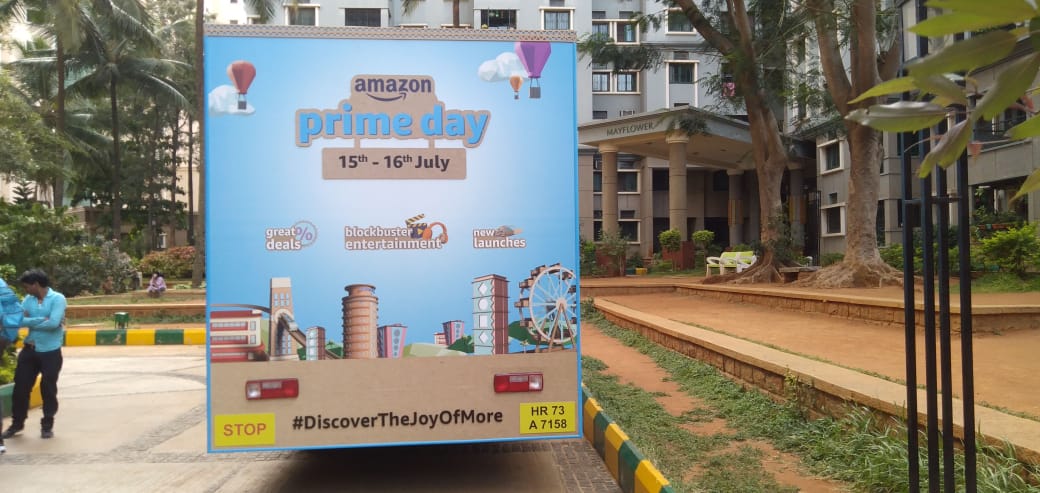 amazon
prime day
15th - 16th July
great deals %
blockbuster entertainment
new launches
STOP
#DiscoverTheJoyOfMore
HR 73
A 7158
MAYFLOWER